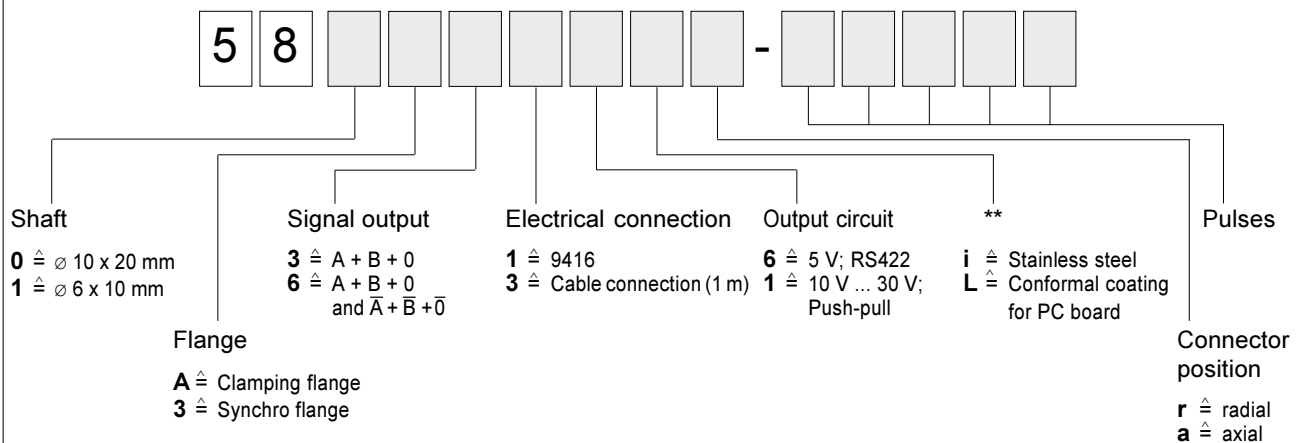 5 8 -
Shaft
0 ≙ ⌀ 10 x 20 mm
1 ≙ ⌀ 6 x 10 mm
Flange
A ≙ Clamping flange
3 ≙ Synchro flange
Signal output
3 ≙ A + B + 0
6 ≙ A + B + 0
and A̅ + B̅ + 0̅
Electrical connection
1 ≙ 9416
3 ≙ Cable connection (1 m)
Output circuit
6 ≙ 5 V; RS422
1 ≙ 10 V ... 30 V;
Push-pull
**
i ≙ Stainless steel
L ≙ Conformal coating
for PC board
Connector
position
r ≙ radial
a ≙ axial
Pulses